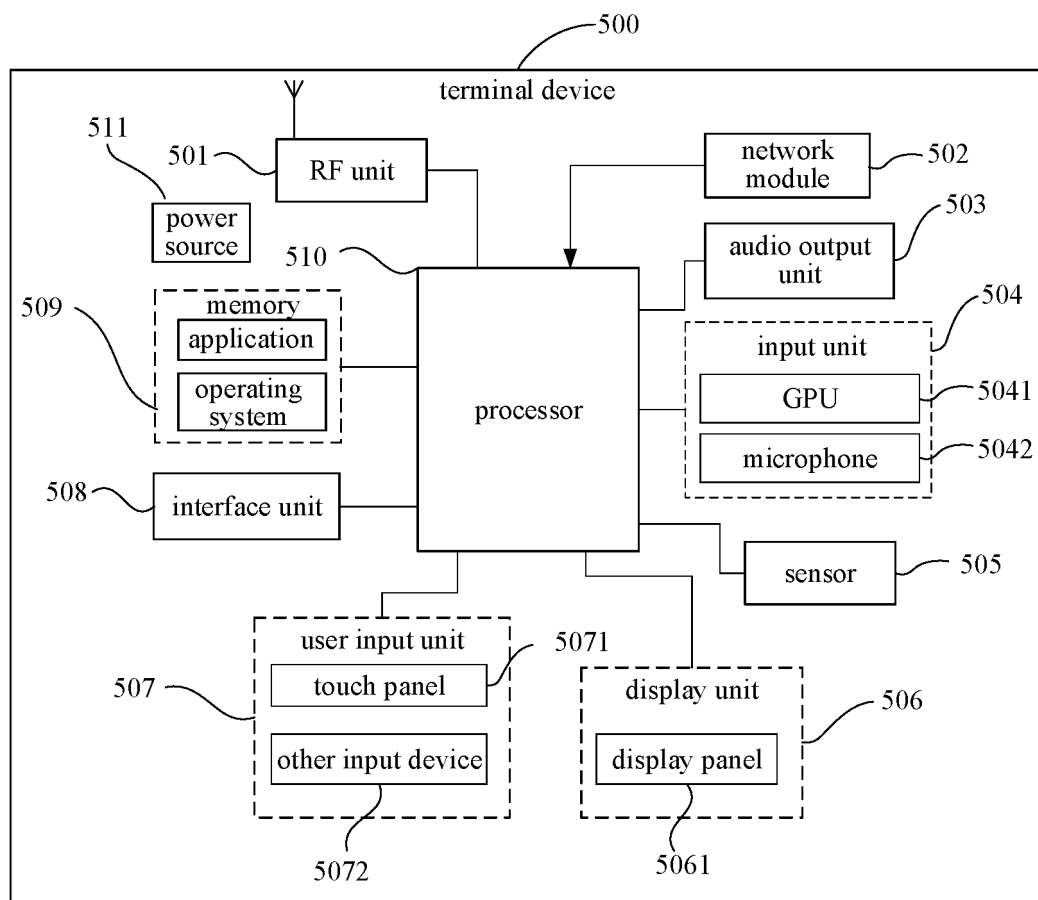 500
terminal device
511
501
RF unit
network
module
502
power
source
503
audio output
unit
510
509
memory
application
operating
system
504
input unit
GPU
5041
processor
microphone
5042
508
interface unit
sensor
505
user input unit
5071
touch panel
507
other input device
5072
display unit
506
display panel
5061